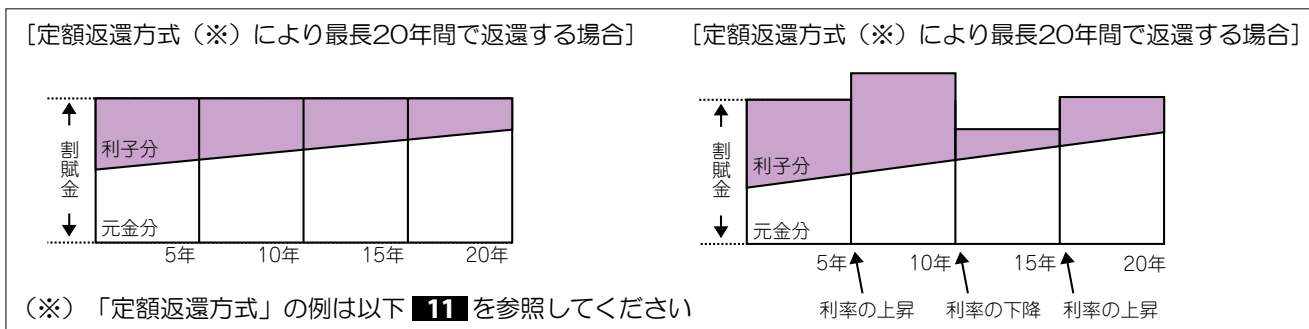 [定額返還方式（※）により最長20年間で返還する場合]
割賦金
利子分
元金分
5年 10年 15年 20年
（※）「定額返還方式」の例は以下 11 を参照してください
[定額返還方式（※）により最長20年間で返還する場合]
割賦金
利子分
元金分
5年 10年 15年 20年
利率の上昇 利率の下降 利率の上昇